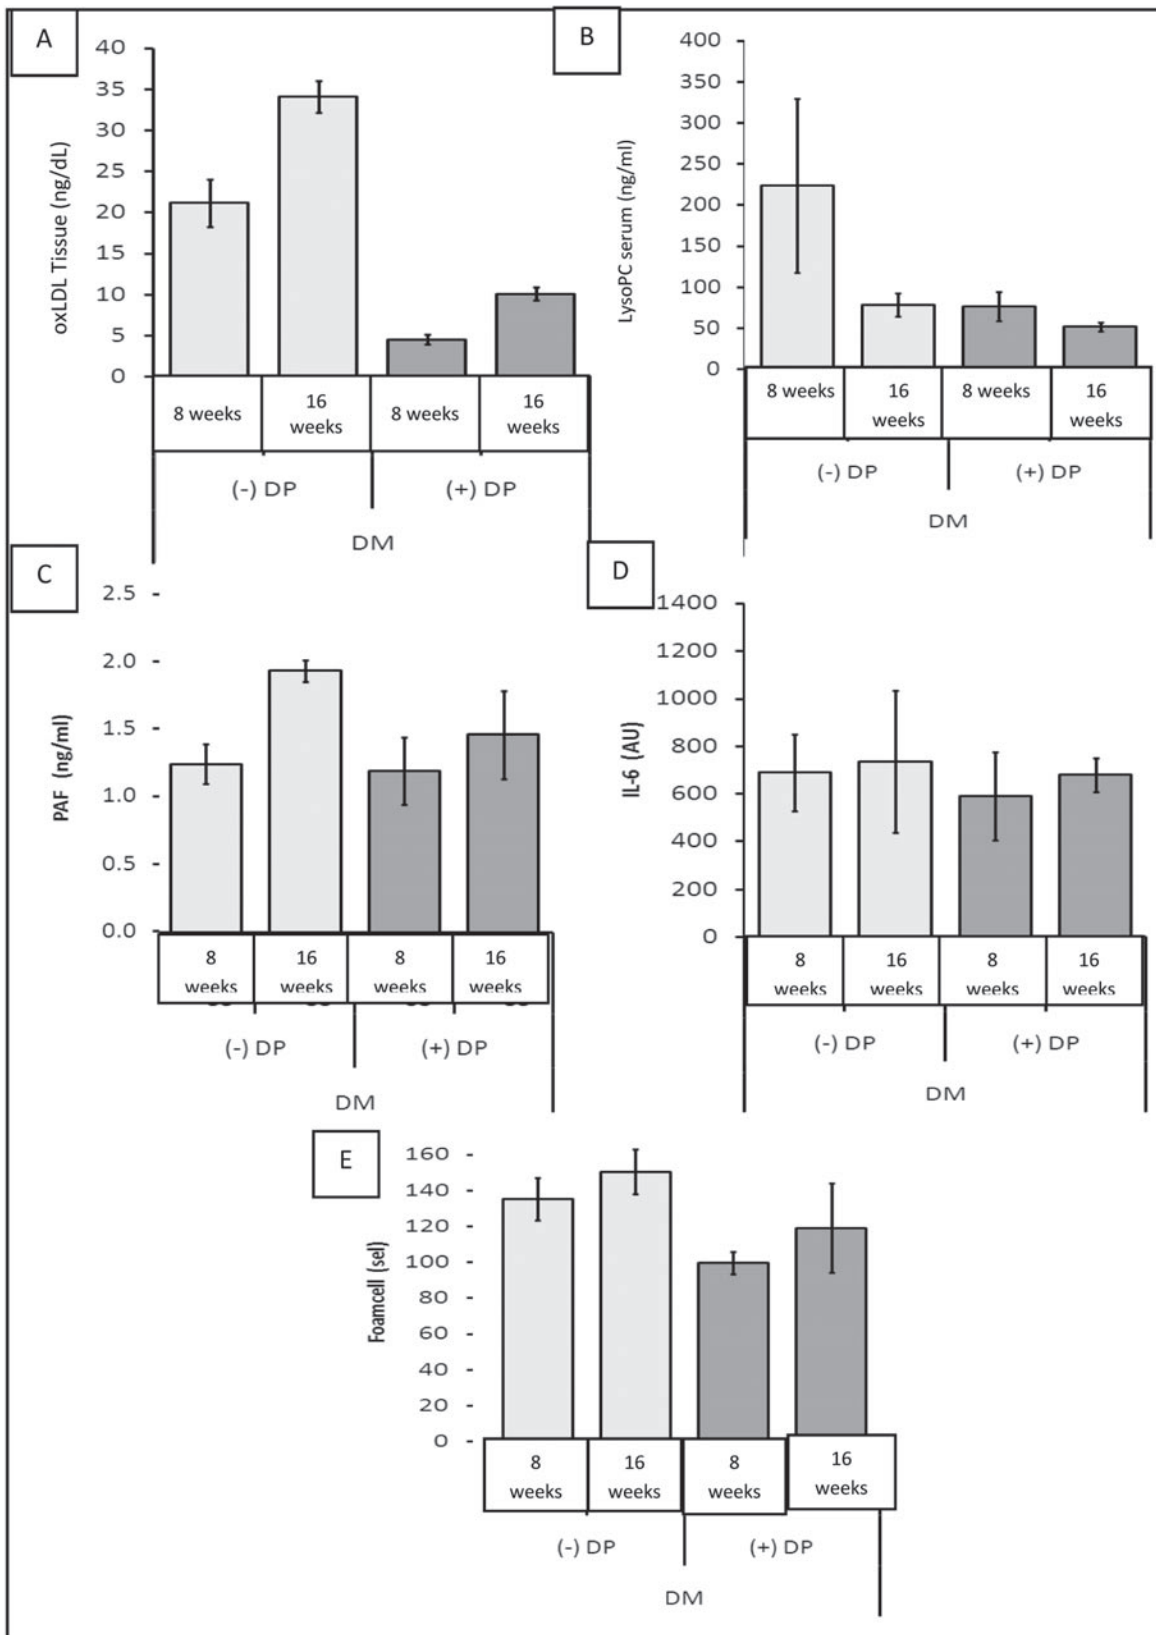 A
oxLDL Tissue (ng/dL)
40
35
30
25
20
15
10
5
0
8 weeks
16
weeks
8 weeks
16
weeks
(-) DP
(+) DP
DM
B
LysoPC serum (ng/ml)
400
350
300
250
200
150
100
50
0
8 weeks
16
weeks
8 weeks
16
weeks
(-) DP
(+) DP
DM
C
PAF (ng/ml)
2.5
2.0
1.5
1.0
0.5
0.0
8
weeks
16
weeks
8
weeks
16
weeks
(-) DP
(+) DP
DM
D
IL-6 (AU)
1400
1200
1000
800
600
400
200
0
8
weeks
16
weeks
8
weeks
16
weeks
(-) DP
(+) DP
DM
E
Foamcell (sel)
160
140
120
100
80
60
40
20
0
8
weeks
16
weeks
8
weeks
16
weeks
(-) DP
(+) DP
DM